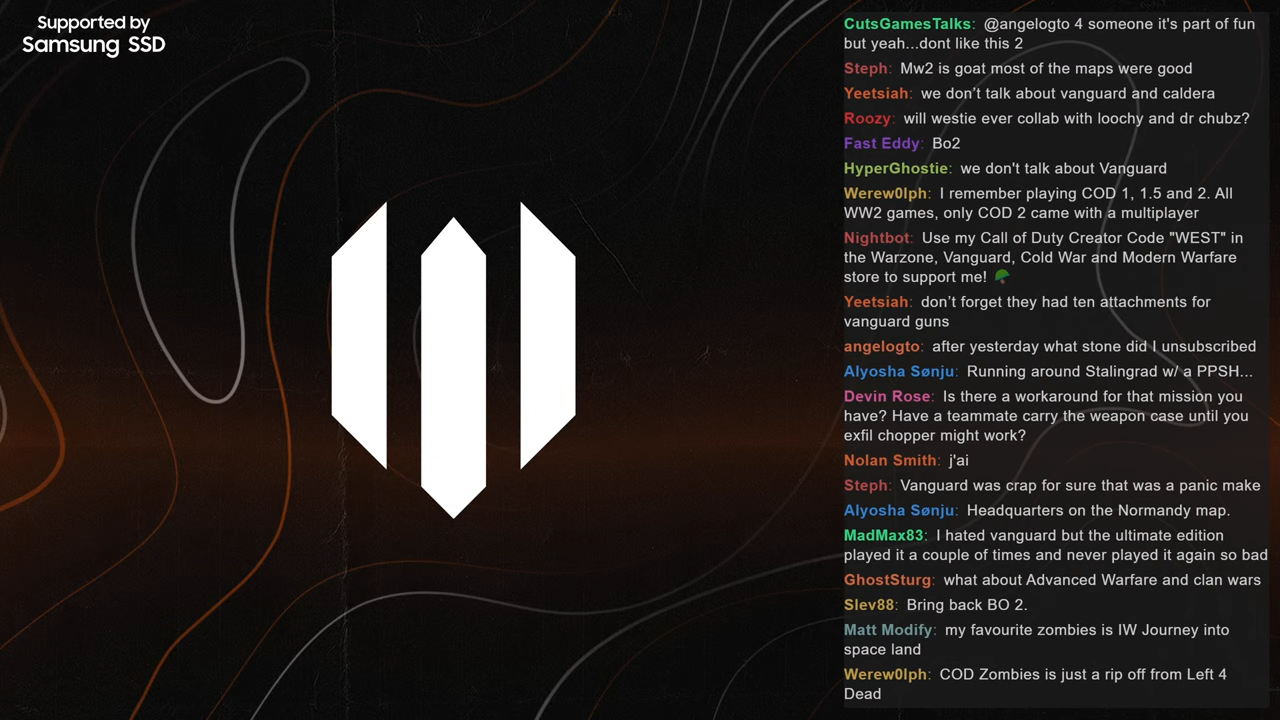 Supported by
Samsung SSD
CutsGamesTalks: @angelogto 4 someone it's part of fun
but yeah...dont like this 2
Steph: Mw2 is goat most of the maps were good
Yeetsiah: we don’t talk about vanguard and caldera
Roozy: will westie ever collab with loochy and dr chubz?
Fast Eddy: Bo2
HyperGhostie: we don't talk about Vanguard
Werew0lph: I remember playing COD 1, 1.5 and 2. All
WW2 games, only COD 2 came with a multiplayer
Nightbot: Use my Call of Duty Creator Code "WEST" in
the Warzone, Vanguard, Cold War and Modern Warfare
store to support me!
Yeetsiah: don’t forget they had ten attachments for
vanguard guns
angelogto: after yesterday what stone did I unsubscribed
Alyosha Sønju: Running around Stalingrad w/ a PPSH...
Devin Rose: Is there a workaround for that mission you
have? Have a teammate carry the weapon case until you
exfil chopper might work?
Nolan Smith: j'ai
Steph: Vanguard was crap for sure that was a panic make
Alyosha Sønju: Headquarters on the Normandy map.
MadMax83: I hated vanguard but the ultimate edition
played it a couple of times and never played it again so bad
GhostSturg: what about Advanced Warfare and clan wars
Slev88: Bring back BO 2.
Matt Modify: my favourite zombies is IW Journey into
space land
Werew0lph: COD Zombies is just a rip off from Left 4
Dead